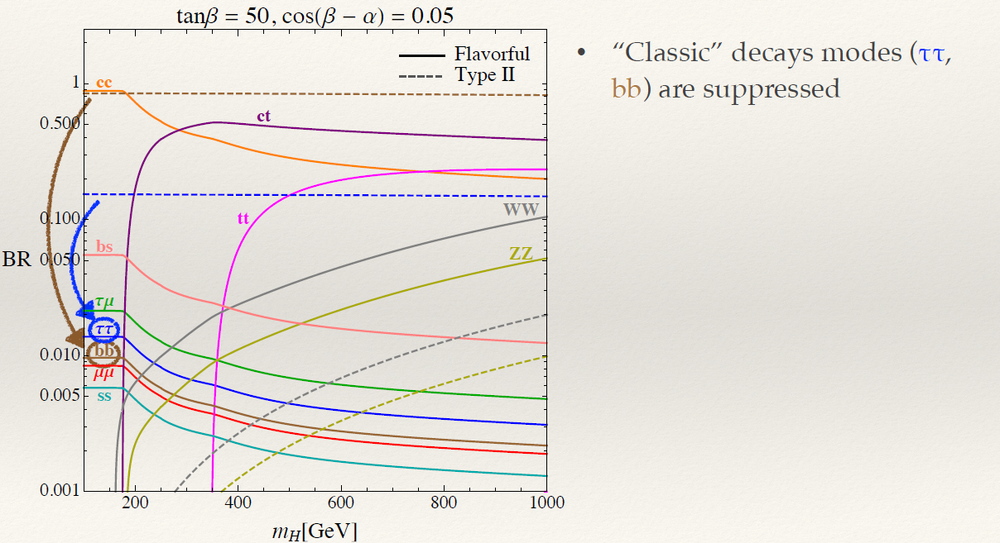 tanβ = 50, cos(β − α) = 0.05
Flavorful
Type II
• “Classic” decays modes (ττ,
bb) are suppressed
1
0.500
0.100
0.050
0.010
0.005
0.001
BR
cc
ct
tt
WW
ZZ
bs
τμ
ττ
bb
μμ
ss
200
400
600
800
1000
m_H[GeV]